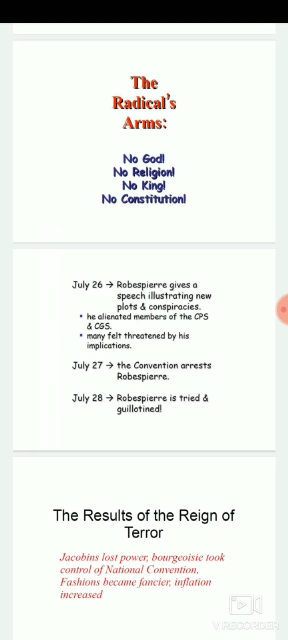 The
Radical's
Arms:
No God!
No Religion!
No King!
No Constitution!
July 26 → Robespierre gives a
speech illustrating new
plots & conspiracies.
• he alienated members of the CPS
& CGS.
• many felt threatened by his
implications.
July 27 → the Convention arrests
Robespierre.
July 28 → Robespierre is tried &
guillotined!
The Results of the Reign of
Terror
Jacobins lost power, bourgeoisie took
control of National Convention,
Fashions became fancier, inflation
increased
V RECORDER